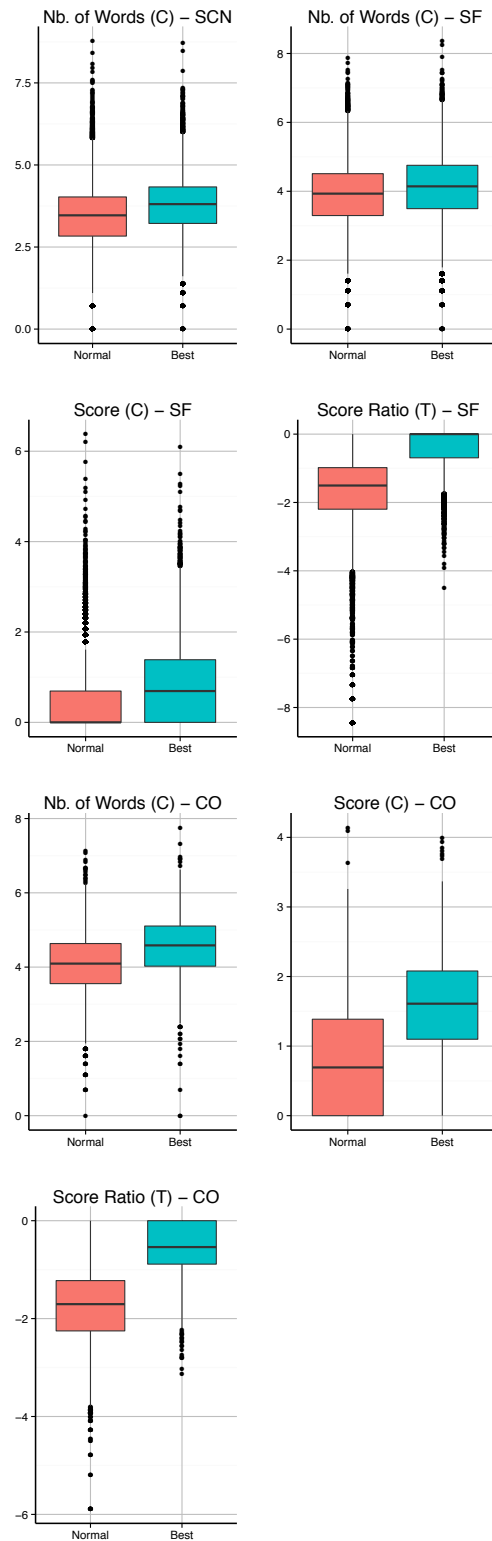 Nb. of Words (C) – SCN
7.5
5.0
2.5
0.0
Normal Best
Nb. of Words (C) – SF
8
6
4
2
0
Normal Best
Score (C) – SF
6
4
2
0
Normal Best
Score Ratio (T) – SF
0
−2
−4
−6
−8
Normal Best
Nb. of Words (C) – CO
8
6
4
2
0
Normal Best
Score (C) – CO
4
3
2
1
0
Normal Best
Score Ratio (T) – CO
0
−2
−4
−6
Normal Best